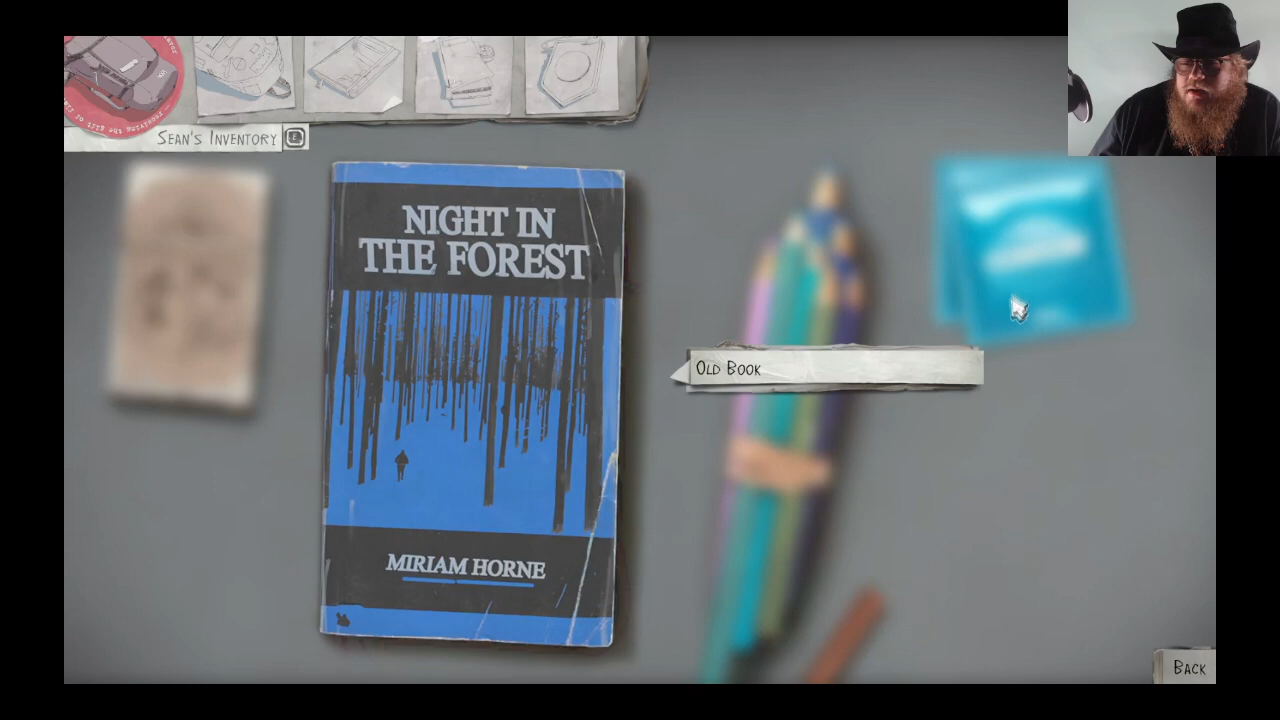 SEAN'S INVENTORY
E
NIGHT IN
THE FOREST
OLD BOOK
MIRIAM HORNE
BACK